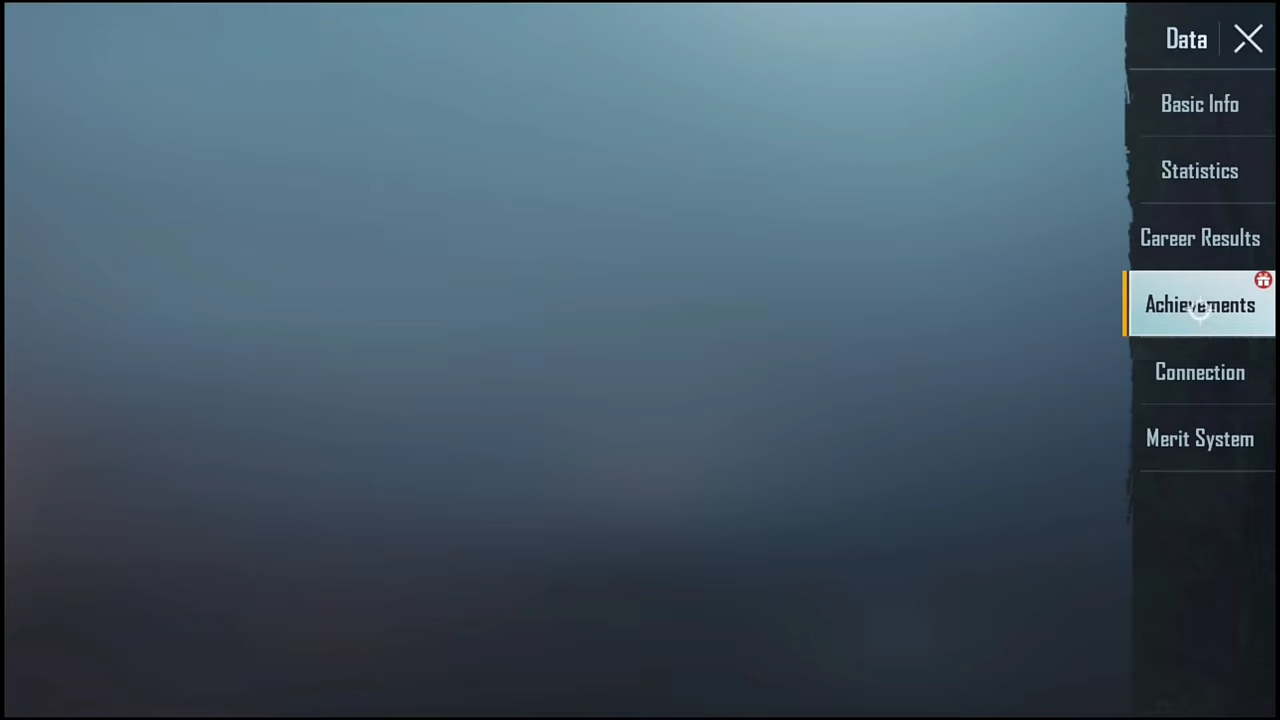 Data
Basic Info
Statistics
Career Results
Achievements
Connection
Merit System